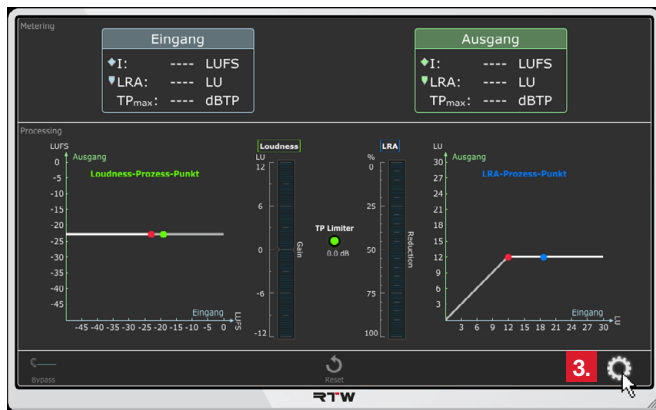 Metering
Eingang
I: ---- LUFS
LRA: ---- LU
TPmax: ---- dBTP
Ausgang
I: ---- LUFS
LRA: ---- LU
TPmax: ---- dBTP
Processing
LUFS
Ausgang
Loudness-Prozess-Punkt
0
-5
-10
-15
-20
-25
-30
-35
-40
-45
Eingang
-45 -40 -35 -30 -25 -20 -15 -10 -5 0
LUFS
Loudness
LU
12
6
0
-6
-12
Gain
TP Limiter
0.0 dB
LRA
%
0
25
50
75
100
Reduction
LU
Ausgang
LRA-Prozess-Punkt
30
27
24
21
18
15
12
9
6
3
Eingang
3 6 9 12 15 18 21 24 27 30
LU
Bypass
Reset
3.
RTW